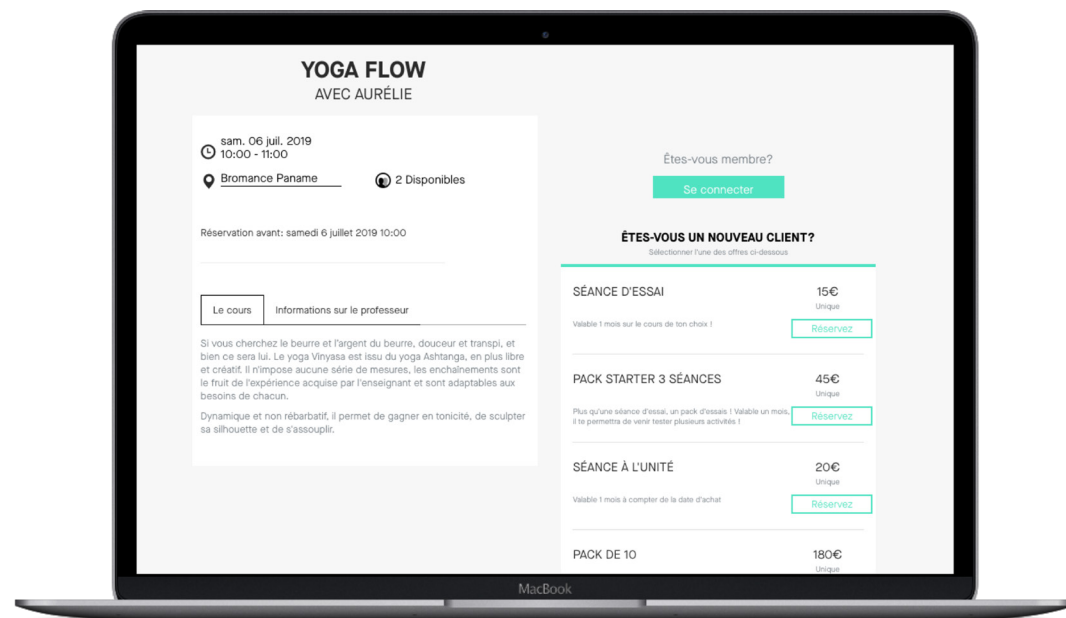 YOGA FLOW
AVEC AURÉLIE
sam. 06 juil. 2019
10:00 - 11:00
Bromance Paname
2 Disponibles
Réservation avant: samedi 6 juillet 2019 10:00
Le cours
Informations sur le professeur
Si vous cherchez le beurre et l'argent du beurre, douceur et transpi, et
bien ce sera lui. Le yoga Vinyasa est issu du yoga Ashtanga, en plus libre
et créatif. Il n'impose aucune série de mesures, les enchaînements sont
le fruit de l'expérience acquise par l'enseignant et sont adaptables aux
besoins de chacun.
Dynamique et non rébarbatif, il permet de gagner en tonicité, de sculpter
sa silhouette et de s'assouplir.
Êtes-vous membre?
Se connecter
ÊTES-VOUS UN NOUVEAU CLIENT?
Sélectionner l'une des offres ci-dessous
SÉANCE D'ESSAI
15€
Unique
Valable 1 mois sur le cours de ton choix !
Réservez
PACK STARTER 3 SÉANCES
45€
Unique
Plus qu'une séance d'essai, un pack d'essais ! Valable un mois,
il te permettra de venir tester plusieurs activités !
Réservez
SÉANCE À L'UNITÉ
20€
Unique
Valable 1 mois à compter de la date d'achat
Réservez
PACK DE 10
180€
Unique
MacBook